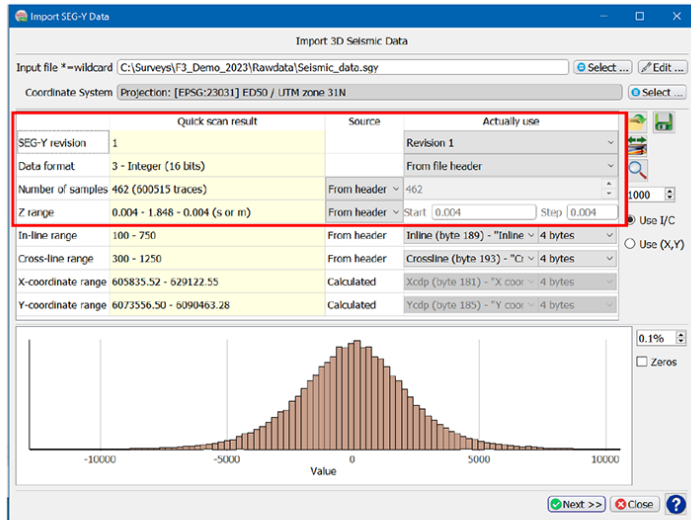 Import SEG-Y Data
Import 3D Seismic Data
Input file *=wildcard C:\Surveys\F3_Demo_2023\Rawdata\Seismic_data.sgy Select ... Edit ...
Coordinate System Projection: [EPSG:23031] ED50 / UTM zone 31N Select ...
Quick scan result Source Actually use
SEG-Y revision 1 Revision 1
Data format 3 - Integer (16 bits) From file header
Number of samples 462 (600515 traces) From header 462
1000
Z range 0.004 - 1.848 - 0.004 (s or m) From header Start 0.004 Step 0.004
Use I/C
In-line range 100 - 750 From header Inline (byte 189) - "Inline 4 bytes
Use (X,Y)
Cross-line range 300 - 1250 From header Crossline (byte 193) - "Cr 4 bytes
X-coordinate range 605835.52 - 629122.55 Calculated Xcdp (byte 181) - "X coor 4 bytes
Y-coordinate range 6073556.50 - 6090463.28 Calculated Ycdp (byte 185) - "Y coor 4 bytes
0.1%
Zeros
-10000 -5000 0 5000 10000
Value
Next >> Close ?